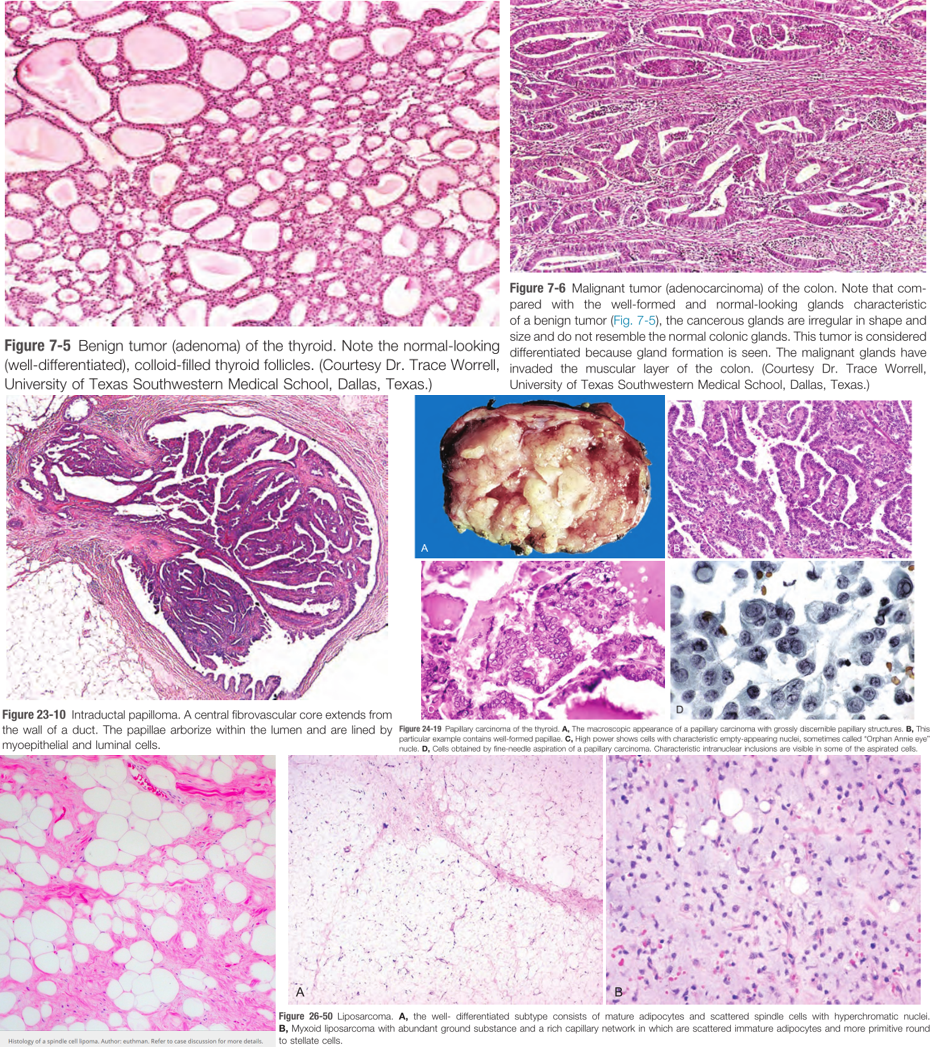 Figure 7-5 Benign tumor (adenoma) of the thyroid. Note the normal-looking
(well-differentiated), colloid-filled thyroid follicles. (Courtesy Dr. Trace Worrell,
University of Texas Southwestern Medical School, Dallas, Texas.)
Figure 7-6 Malignant tumor (adenocarcinoma) of the colon. Note that com-
pared with the well-formed and normal-looking glands characteristic
of a benign tumor (Fig. 7-5), the cancerous glands are irregular in shape and
size and do not resemble the normal colonic glands. This tumor is considered
differentiated because gland formation is seen. The malignant glands have
invaded the muscular layer of the colon. (Courtesy Dr. Trace Worrell,
University of Texas Southwestern Medical School, Dallas, Texas.)
Figure 23-10 Intraductal papilloma. A central fibrovascular core extends from
the wall of a duct. The papillae arborize within the lumen and are lined by
myoepithelial and luminal cells.
A
B
D
Figure 24-19 Papillary carcinoma of the thyroid. A, The macroscopic appearance of a papillary carcinoma with grossly discernible papillary structures. B, This
particular example contains well-formed papillae. C, High power shows cells with characteristic empty-appearing nuclei, sometimes called "Orphan Annie eye"
nucle. D, Cells obtained by fine-needle aspiration of a papillary carcinoma. Characteristic intranuclear inclusions are visible in some of the aspirated cells.
Histology of a spindle cell lipoma. Author: euthman. Refer to case discussion for more details.
A
B
Figure 26-50 Liposarcoma. A, the well- differentiated subtype consists of mature adipocytes and scattered spindle cells with hyperchromatic nuclei.
B, Myxoid liposarcoma with abundant ground substance and a rich capillary network in which are scattered immature adipocytes and more primitive round
to stellate cells.